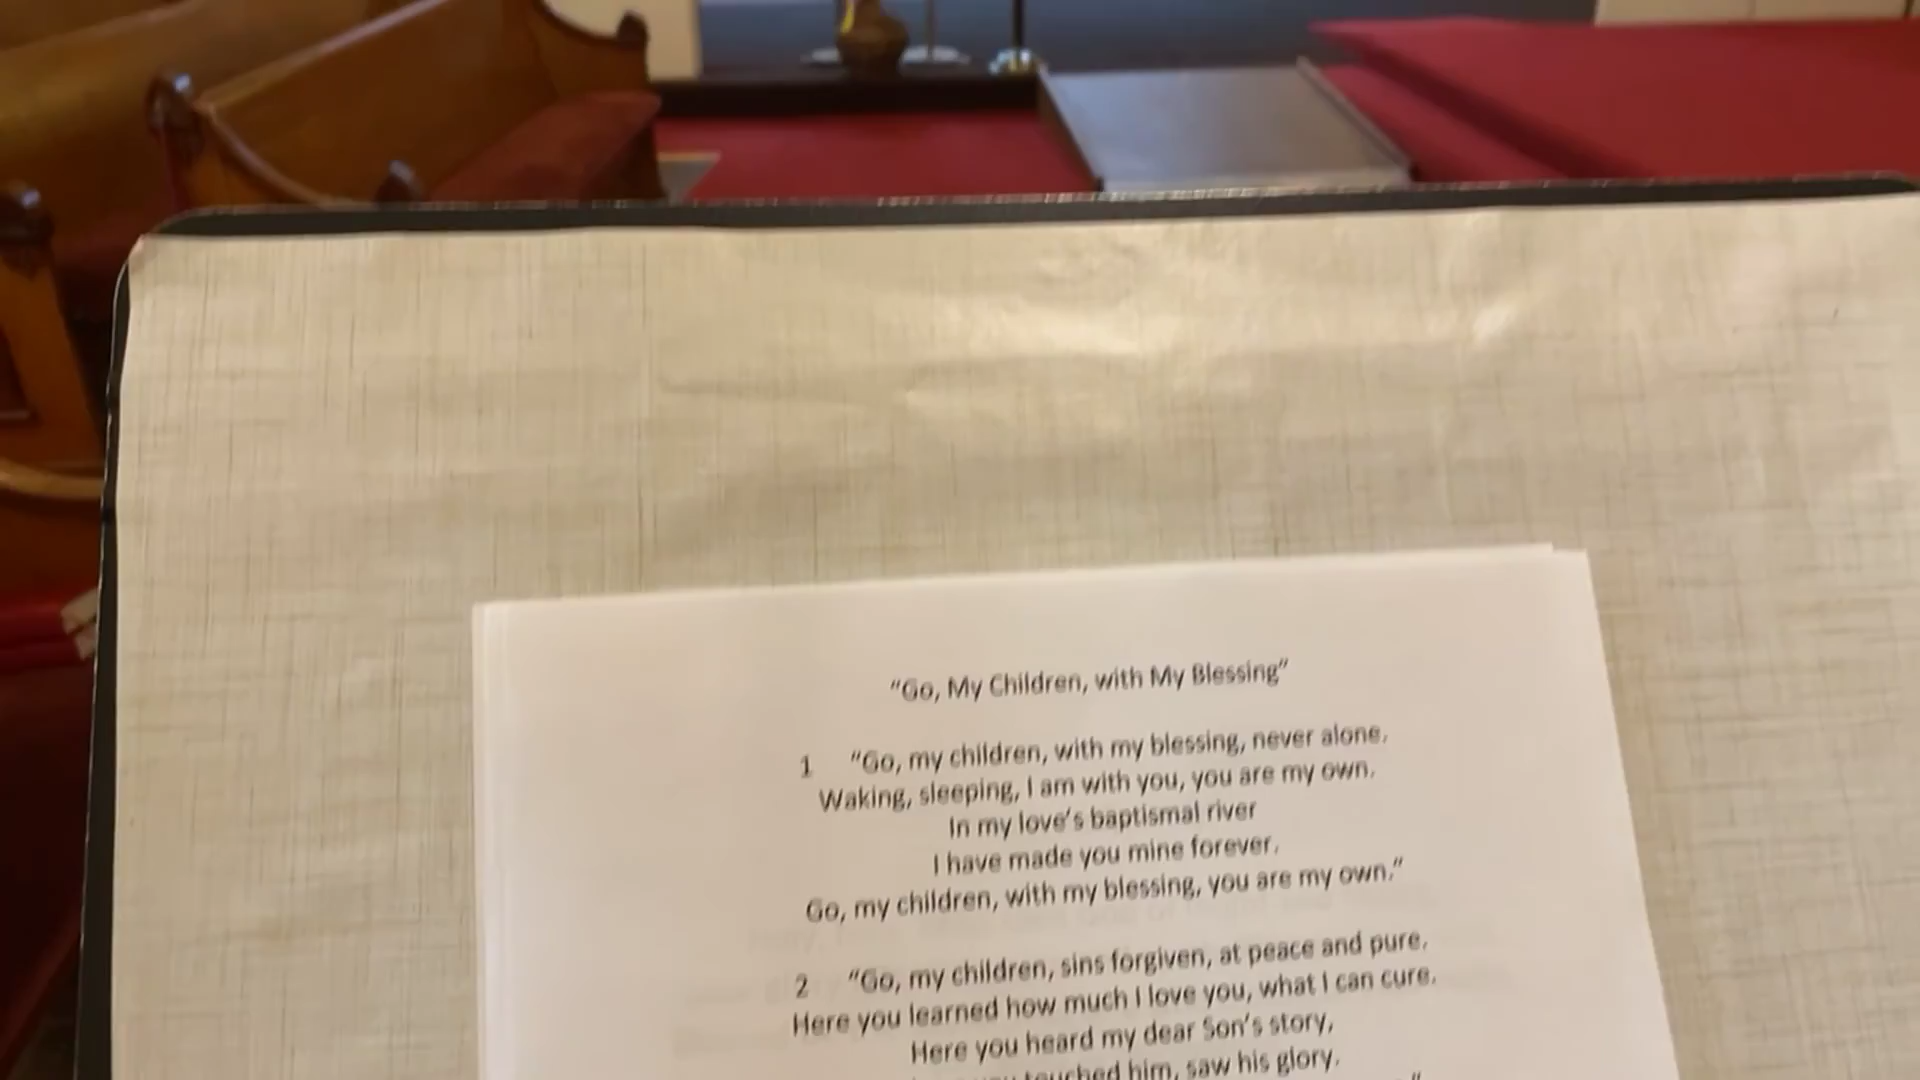 “Go, My Children, with My Blessing”
1 “Go, my children, with my blessing, never alone.
Waking, sleeping, I am with you, you are my own.
In my love’s baptismal river
I have made you mine forever.
Go, my children, with my blessing, you are my own.”
2 “Go, my children, sins forgiven, at peace and pure.
Here you learned how much I love you, what I can cure.
Here you heard my dear Son’s story,
touched him, saw his glory.